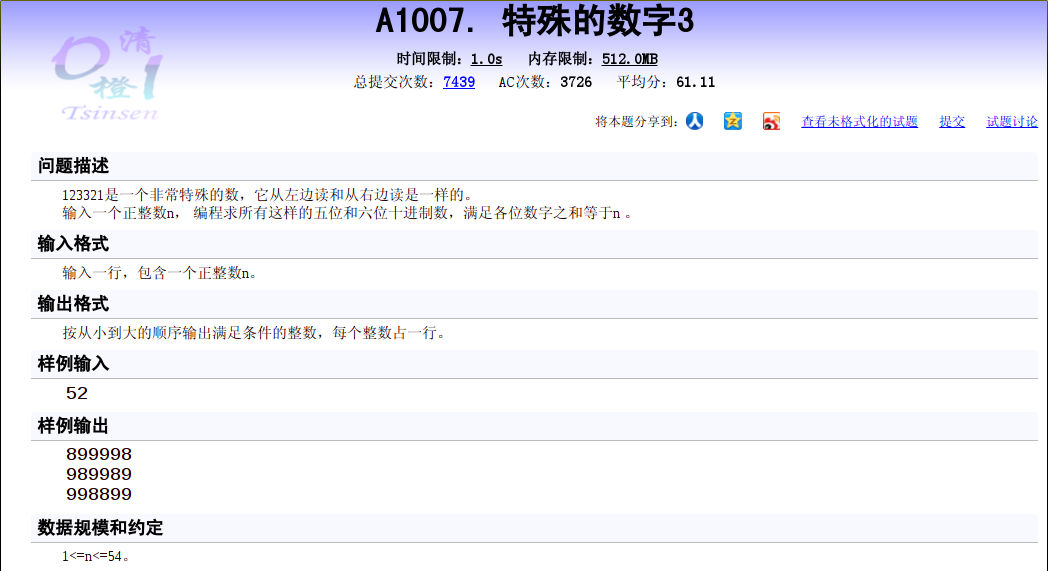 A1007. 特殊的数字3
清橙
OI
Tsinsen
时间限制：1.0s 内存限制：512.0MB
总提交次数：7439 AC次数：3726 平均分：61.11
将本题分享到： 查看未格式化的试题 提交 试题讨论
问题描述
123321是一个非常特殊的数，它从左边读和从右边读是一样的。
输入一个正整数n， 编程求所有这样的五位和六位十进制数，满足各位数字之和等于n 。
输入格式
输入一行，包含一个正整数n。
输出格式
按从小到大的顺序输出满足条件的整数，每个整数占一行。
样例输入
52
样例输出
899998
989989
998899
数据规模和约定
1<=n<=54。